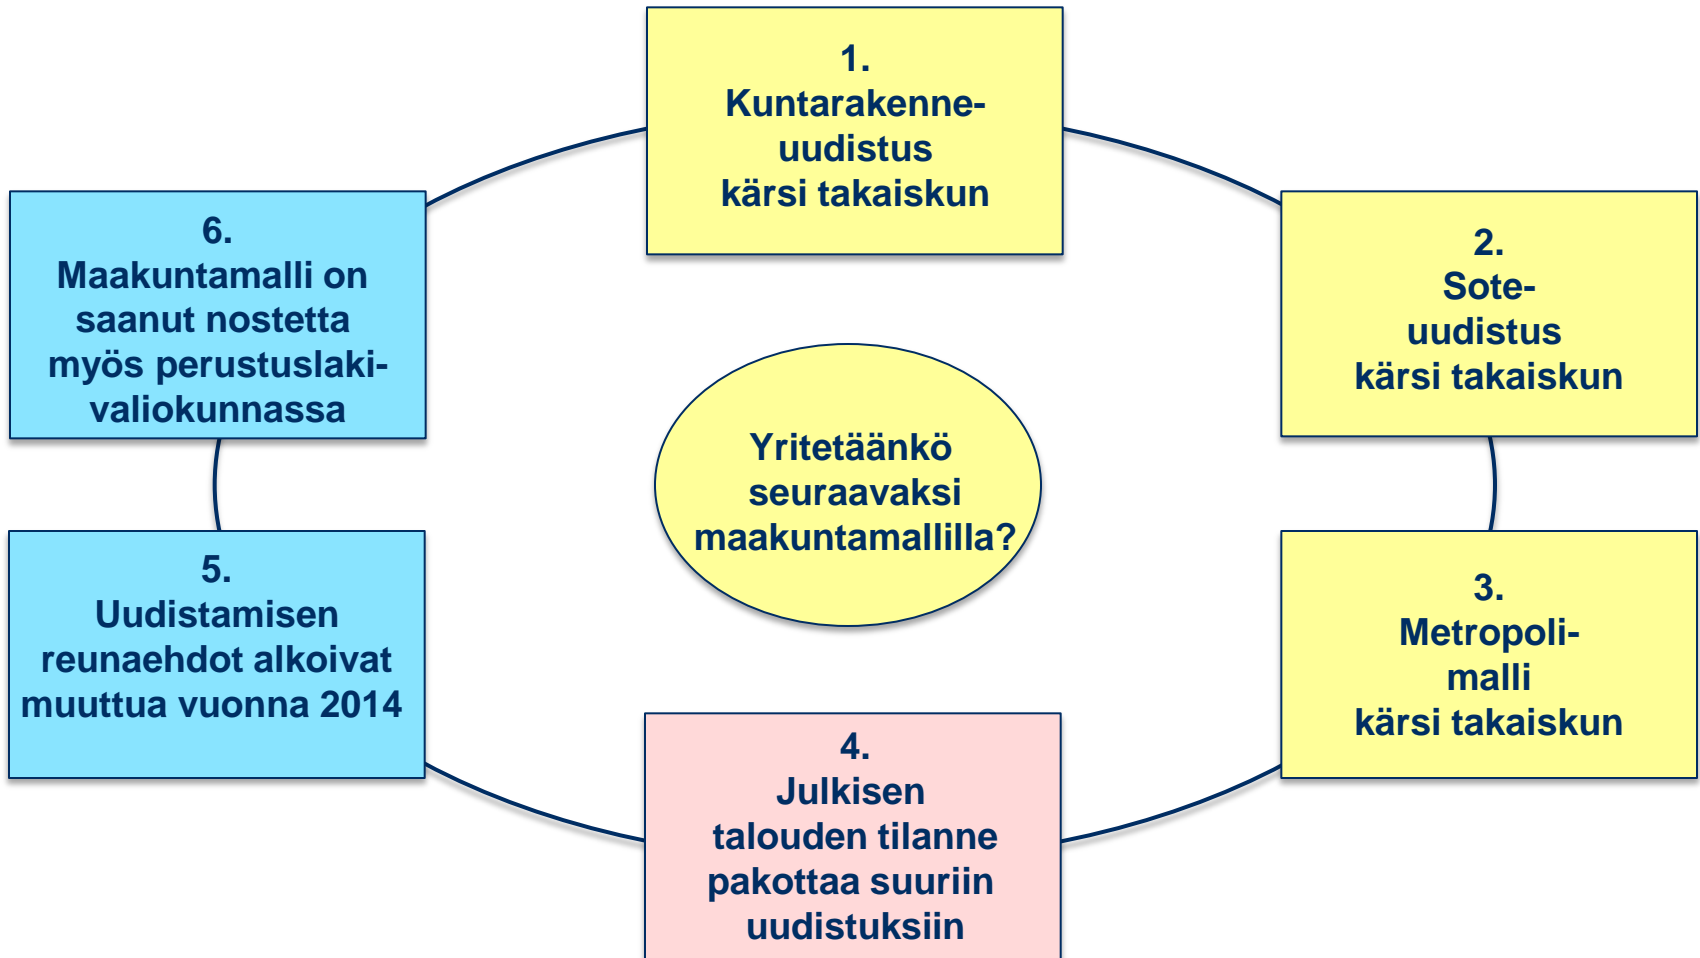 1.
Kuntarakenne-
uudistus
kärsi takaiskun
2.
Sote-
uudistus
kärsi takaiskun
3.
Metropoli-
malli
kärsi takaiskun
4.
Julkisen
talouden tilanne
pakottaa suuriin
uudistuksiin
5.
Uudistamisen
reunaehdot alkoivat
muuttua vuonna 2014
6.
Maakuntamalli on
saanut nostetta
myös perustuslaki-
valiokunnassa
Yritetäänkö
seuraavaksi
maakuntamallilla?